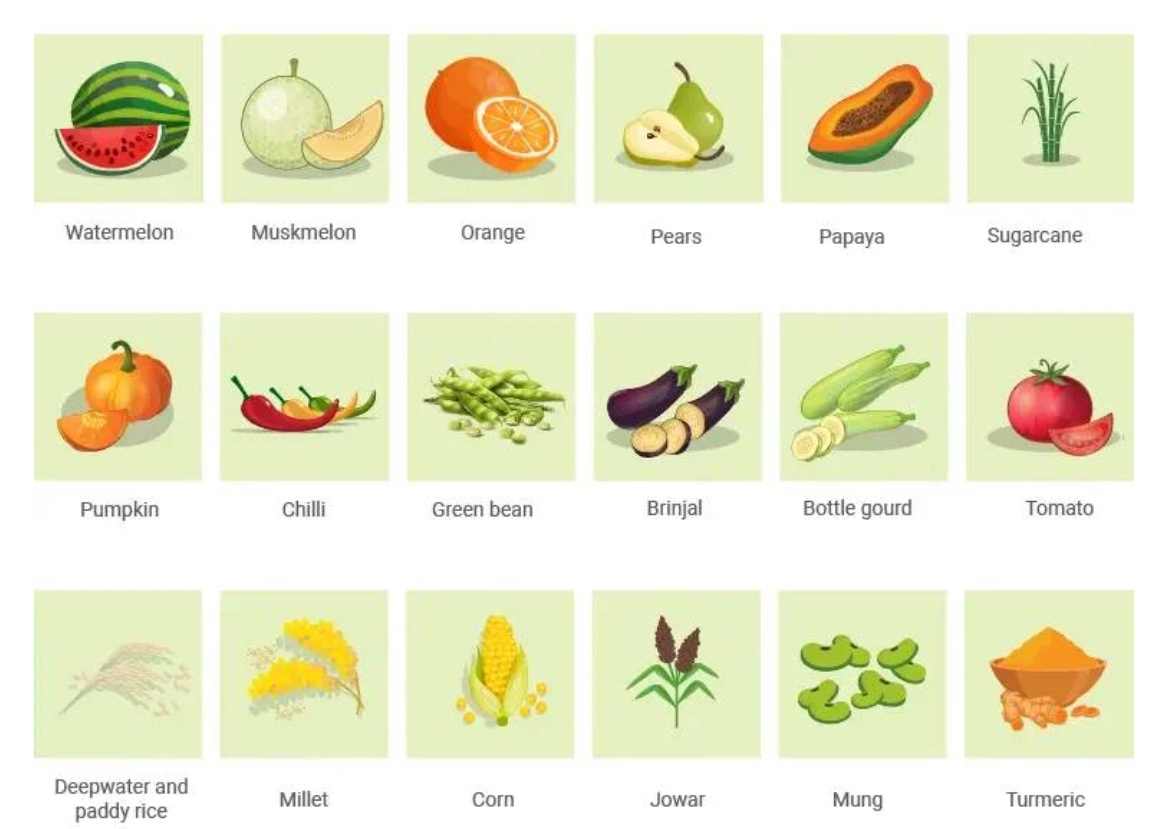 Watermelon
Muskmelon
Orange
Pears
Papaya
Sugarcane
Pumpkin
Chilli
Green bean
Brinjal
Bottle gourd
Tomato
Deepwater and
paddy rice
Millet
Corn
Jowar
Mung
Turmeric